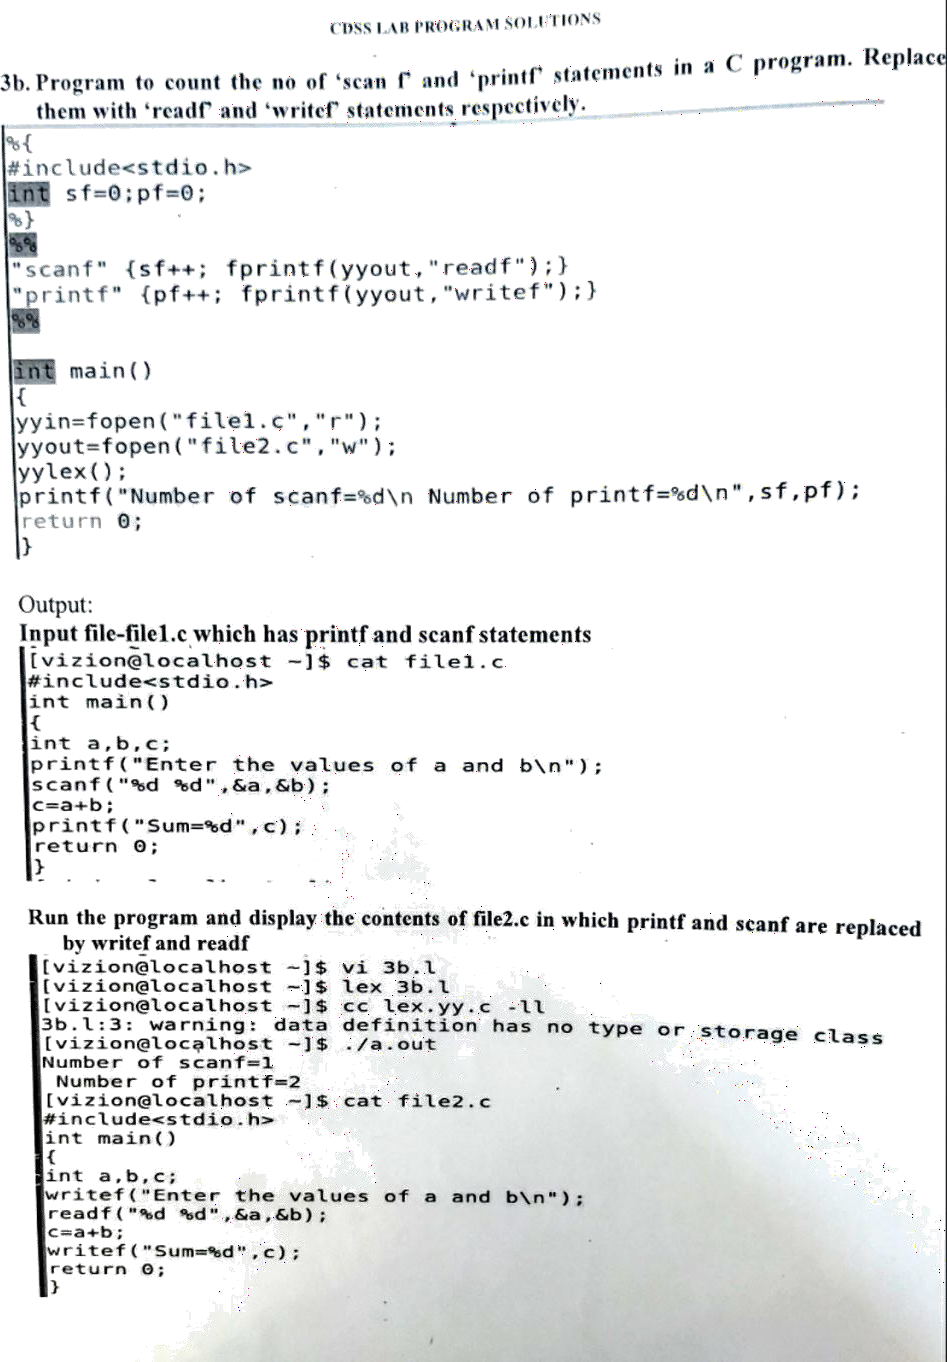 CDSS LAB PROGRAM SOLUTIONS
3b. Program to count the no of ‘scan f’ and ‘printf’ statements in a C program. Replace
them with ‘readf’ and ‘writef’ statements respectively.
%{
#include<stdio.h>
int sf=0;pf=0;
%}
%%
"scanf" {sf++; fprintf(yyout,"readf");}
"printf" {pf++; fprintf(yyout,"writef");}
%%
int main()
{
yyin=fopen("file1.c","r");
yyout=fopen("file2.c","w");
yylex();
printf("Number of scanf=%d\n Number of printf=%d\n",sf,pf);
return 0;
}
Output:
Input file-file1.c which has printf and scanf statements
[vizion@localhost ~]$ cat file1.c
#include<stdio.h>
int main()
{
int a,b,c;
printf("Enter the values of a and b\n");
scanf("%d %d",&a,&b);
c=a+b;
printf("Sum=%d",c);
return 0;
}
Run the program and display the contents of file2.c in which printf and scanf are replaced
by writef and readf
[vizion@localhost ~]$ vi 3b.l
[vizion@localhost ~]$ lex 3b.l
[vizion@localhost ~]$ cc lex.yy.c -ll
3b.l:3: warning: data definition has no type or storage class
[vizion@localhost ~]$ ./a.out
Number of scanf=1
 Number of printf=2
[vizion@localhost ~]$ cat file2.c
#include<stdio.h>
int main()
{
int a,b,c;
writef("Enter the values of a and b\n");
readf("%d %d",&a,&b);
c=a+b;
writef("Sum=%d",c);
return 0;
}